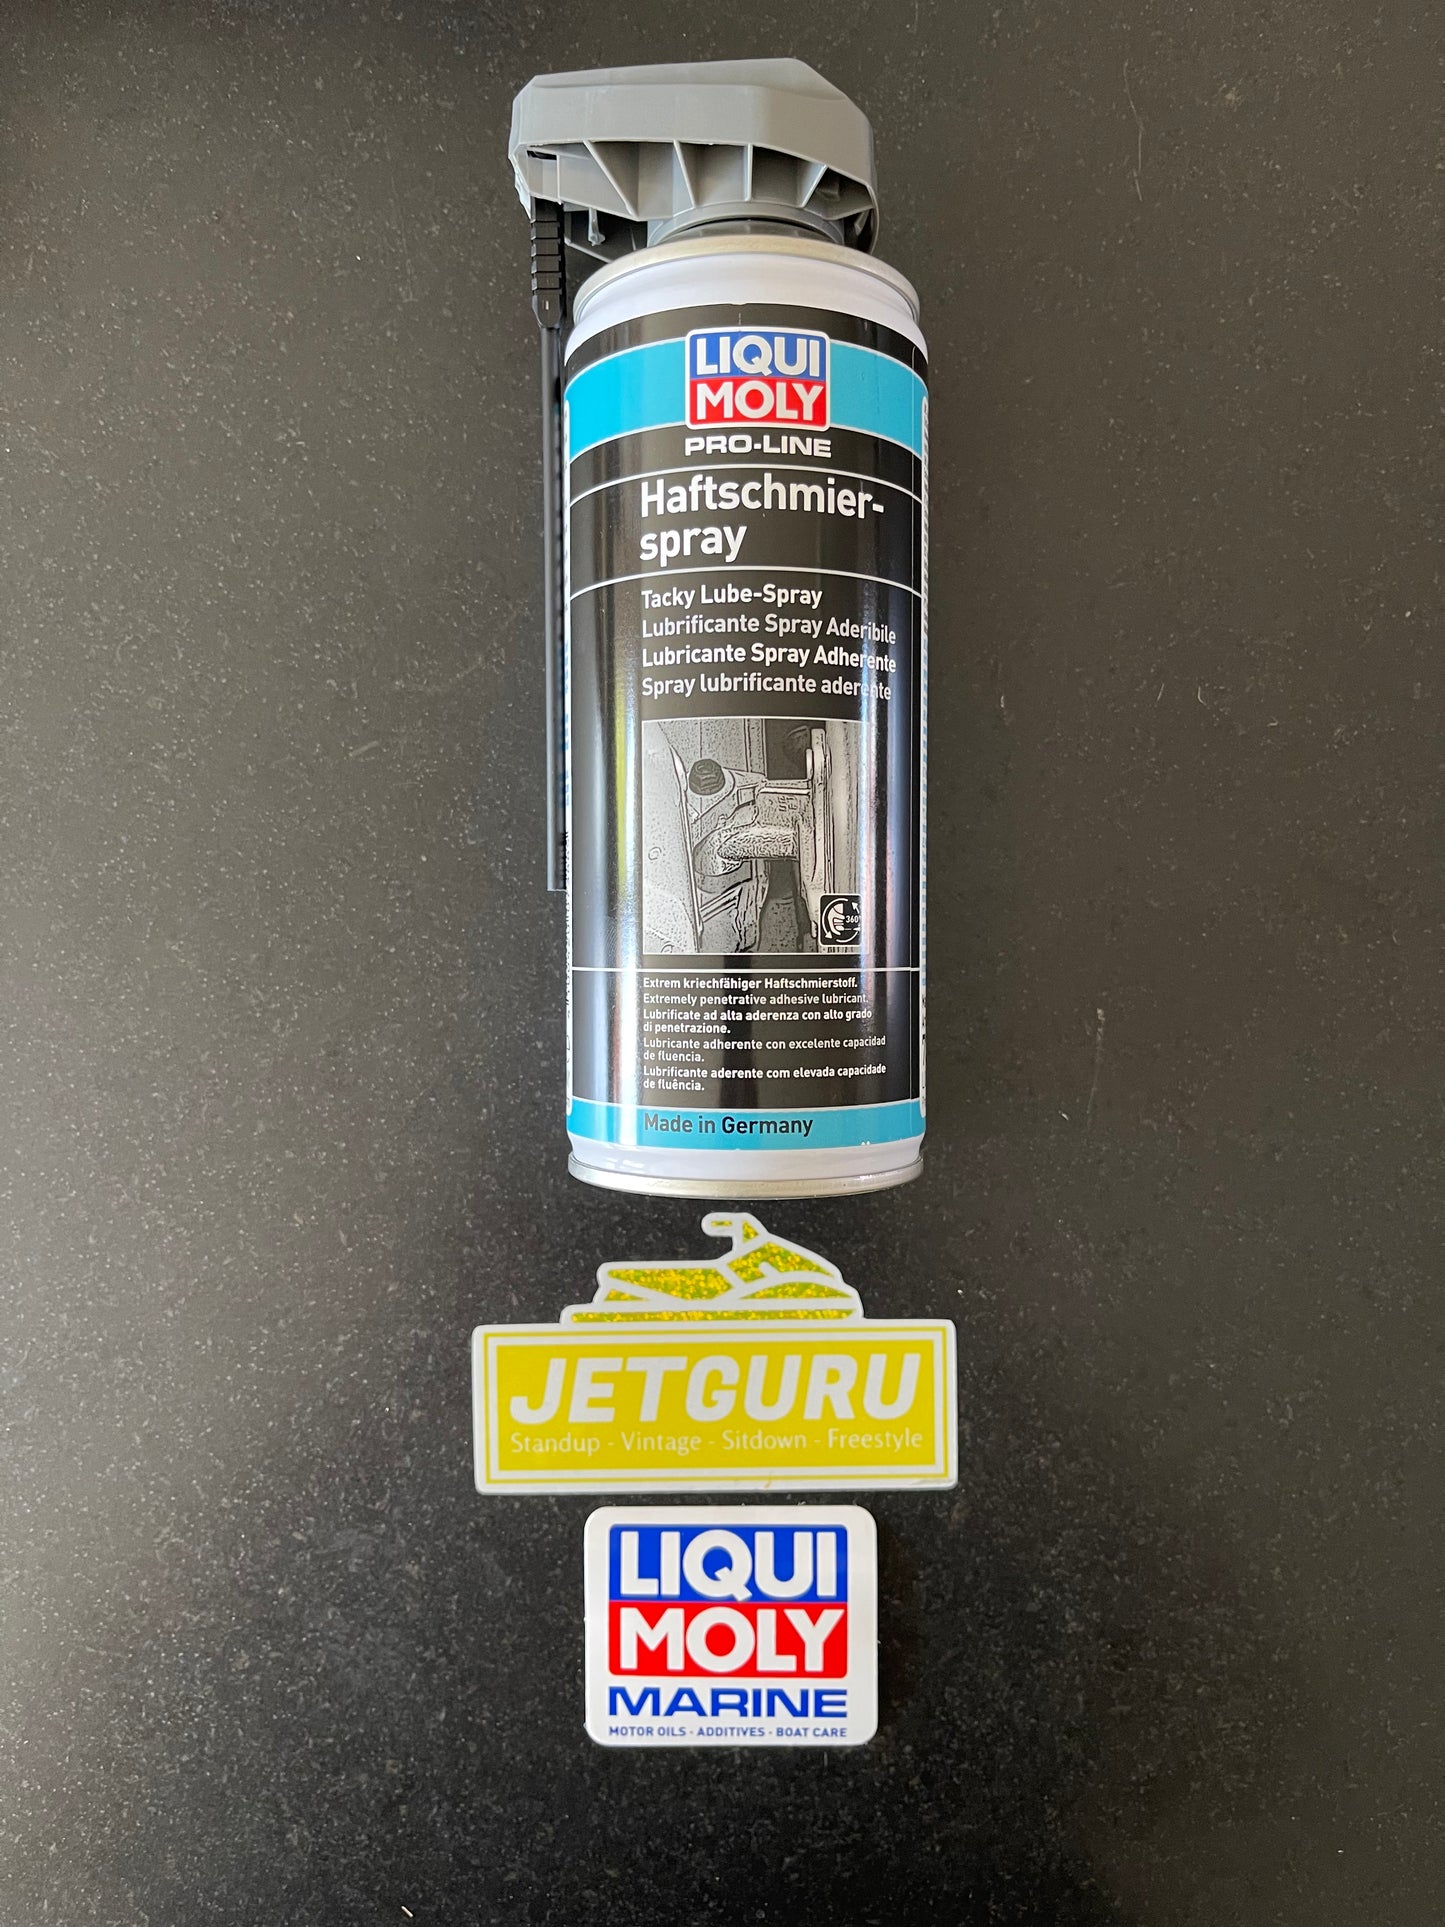 LIQUI
MOLY
PRO-LINE
Haftschmier-
spray
Tacky Lube-Spray
Lubrificante Spray Aderibile
Lubricante Spray Adherente
Spray lubrificante aderente
360°
Extrem kriechfähiger Haftschmierstoff.
Extremely penetrative adhesive lubricant.
Lubrificate ad alta aderenza con alto grado
di penetrazione.
Lubricante adherente con excelente capacidad
de fluencia.
Lubrificante aderente com elevada capacidade
de fluência.
Made in Germany
JETGURU
Standup - Vintage - Sitdown - Freestyle
LIQUI
MOLY
MARINE
MOTOR OILS - ADDITIVES - BOAT CARE